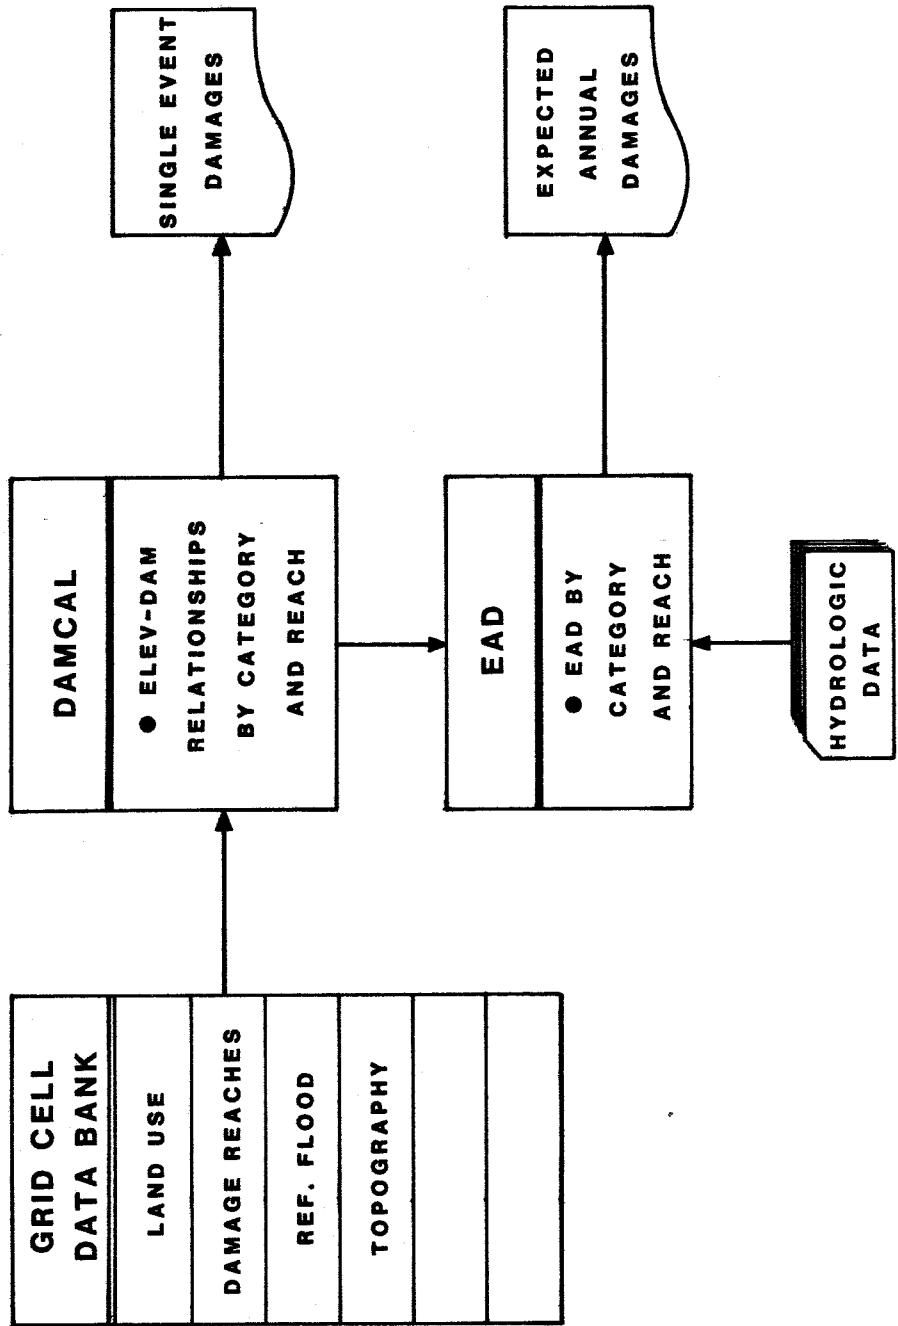 GRID CELL
DATA BANK
LAND USE
DAMAGE REACHES
REF. FLOOD
TOPOGRAPHY
DAMCAL
● ELEV-DAM
RELATIONSHIPS
BY CATEGORY
AND REACH
SINGLE EVENT
DAMAGES
EAD
● EAD BY
CATEGORY
AND REACH
EXPECTED
ANNUAL
DAMAGES
HYDROLOGIC
DATA